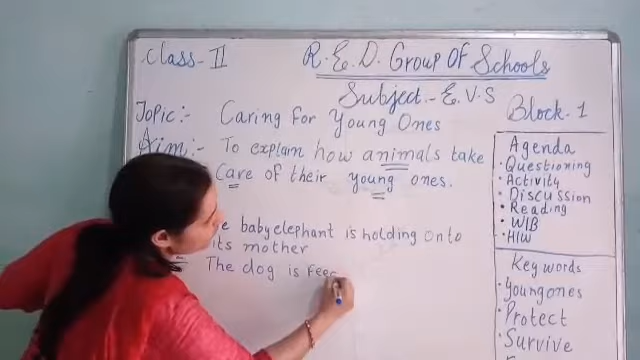 Class-II
R.E.D. Group Of Schools
Subject.- E.V.S
Block-1
Topic:- Caring For Young Ones
Aim:- To explain how animals take
Care of their young ones.
baby elephant is holding onto
its mother
The dog is
Agenda
• Questioning
• Activity
• Discussion
• Reading
• WIB
• HIW
Key words
• Young ones
• Protect
• Survive